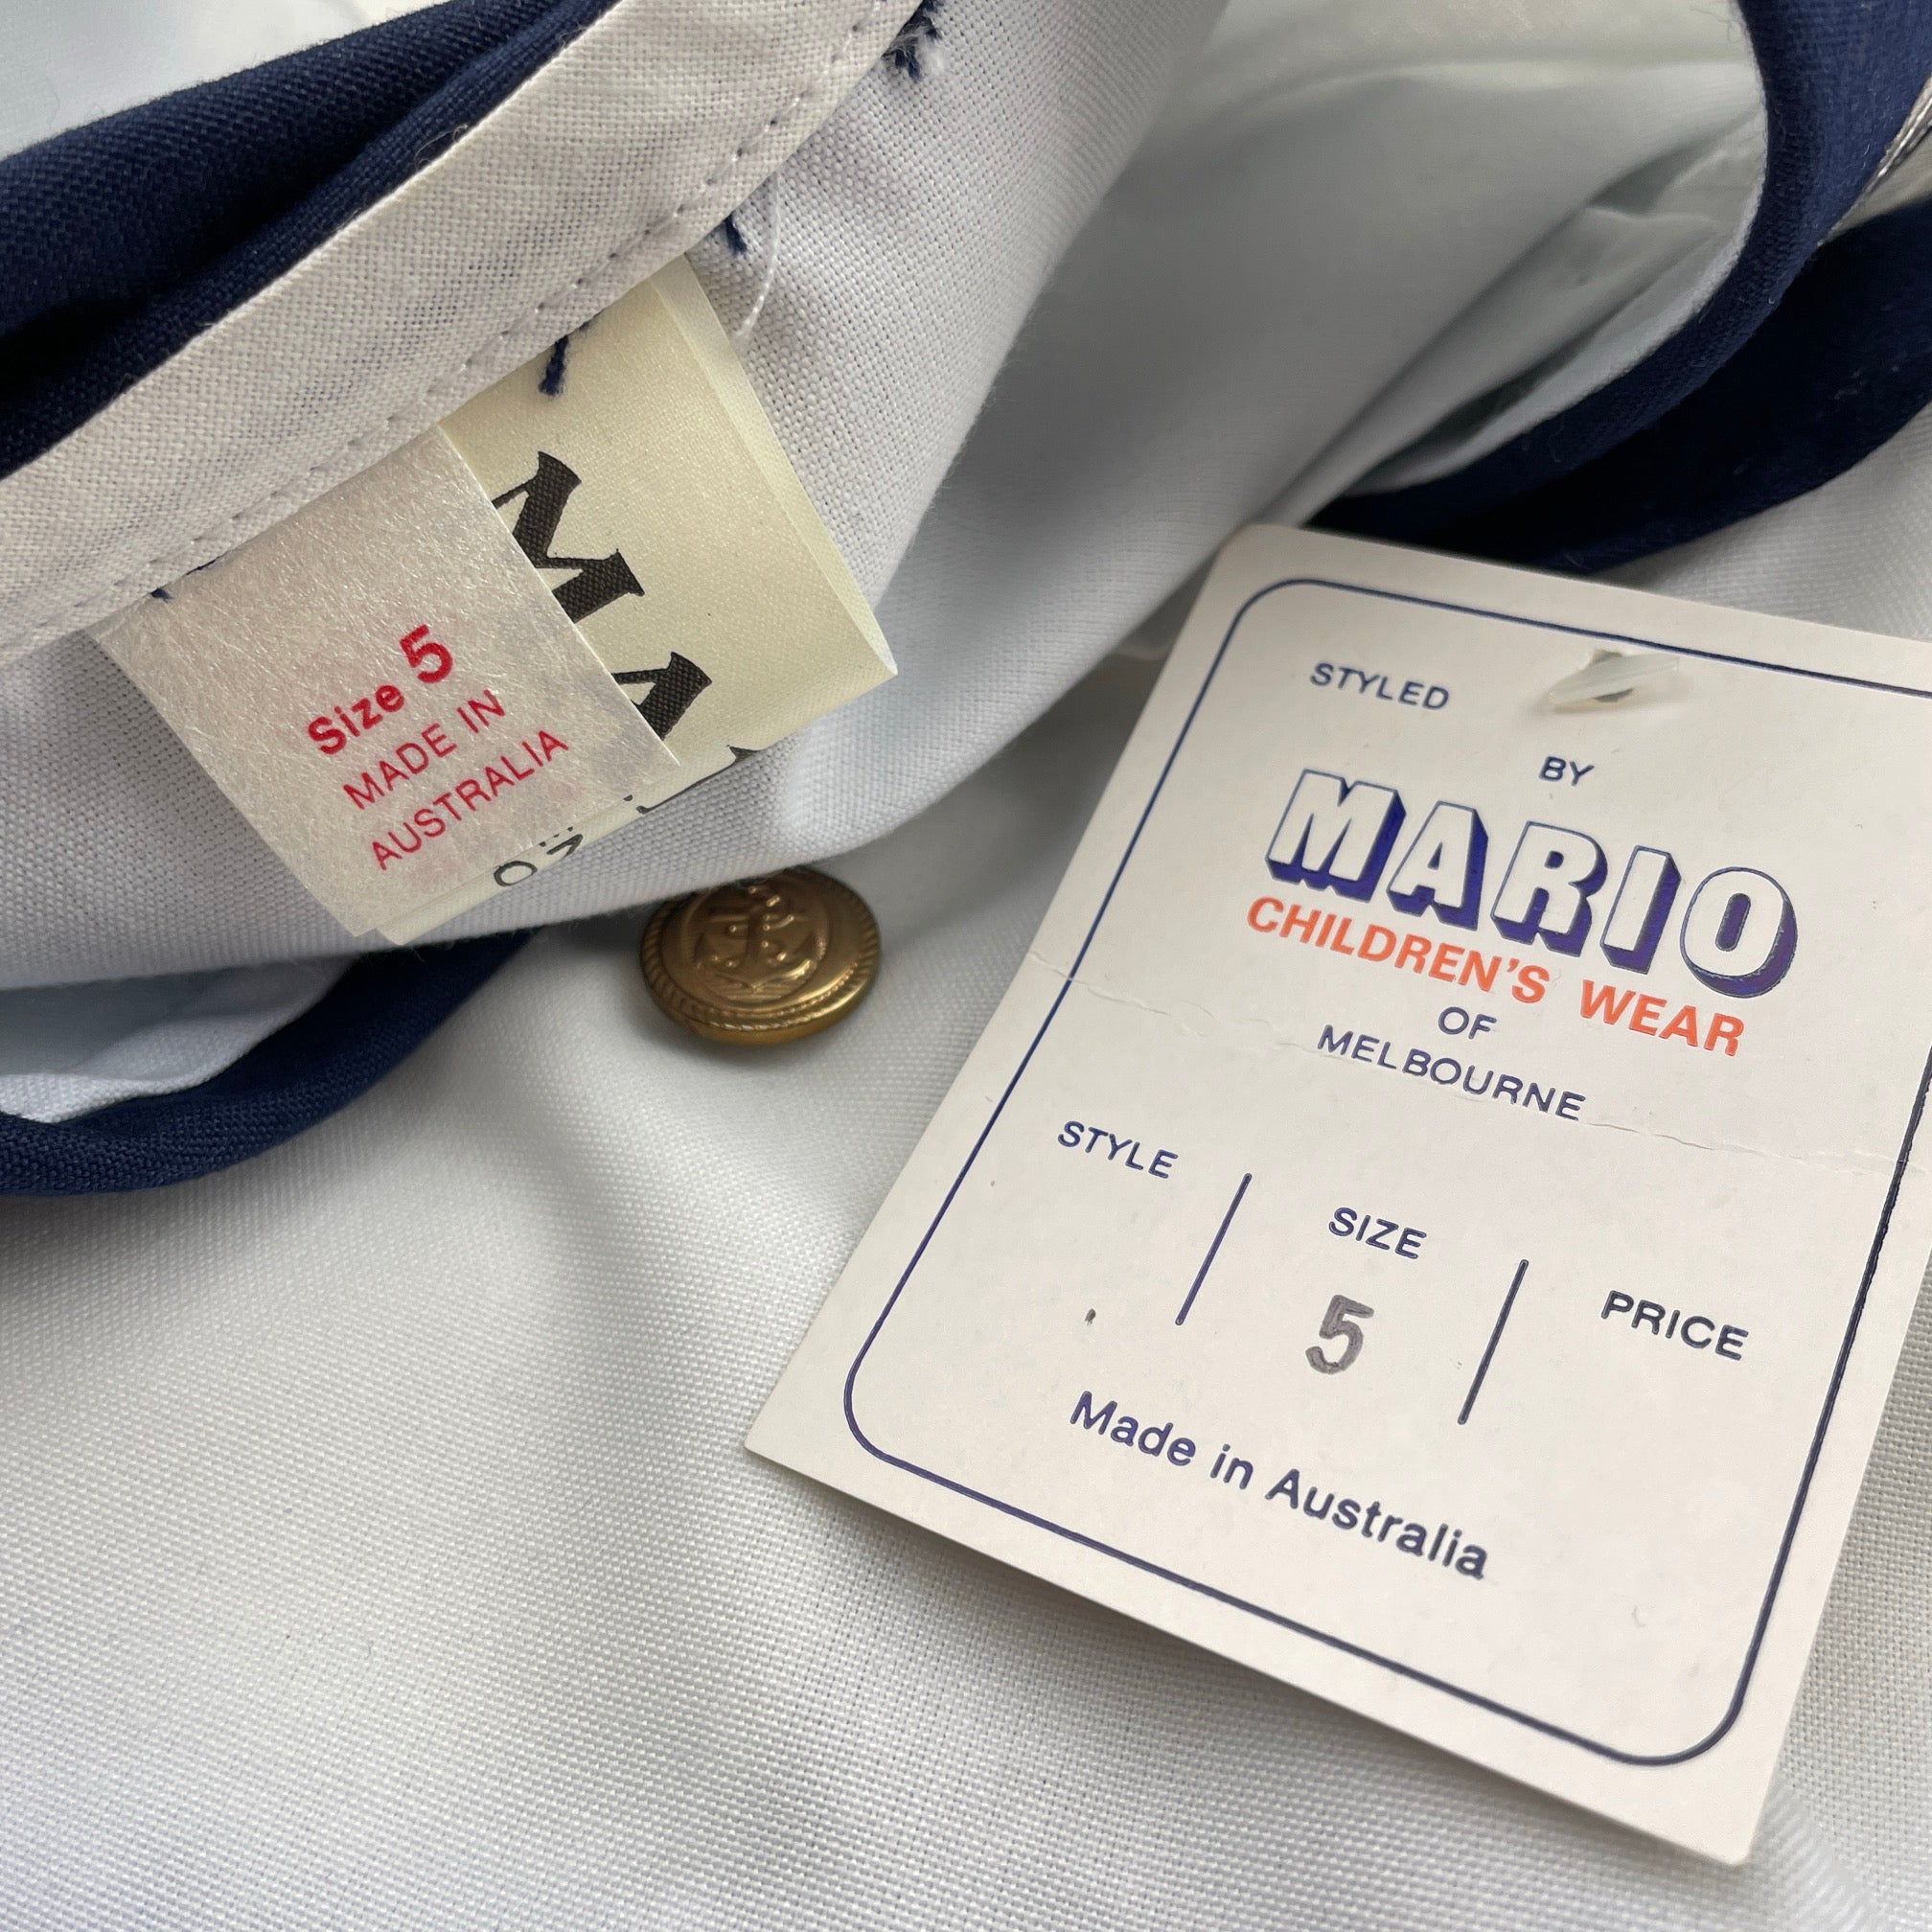 Size 5
MADE IN
AUSTRALIA
STYLED
BY
MARIO
CHILDREN'S WEAR
OF
MELBOURNE
STYLE
SIZE
PRICE
5
Made in Australia